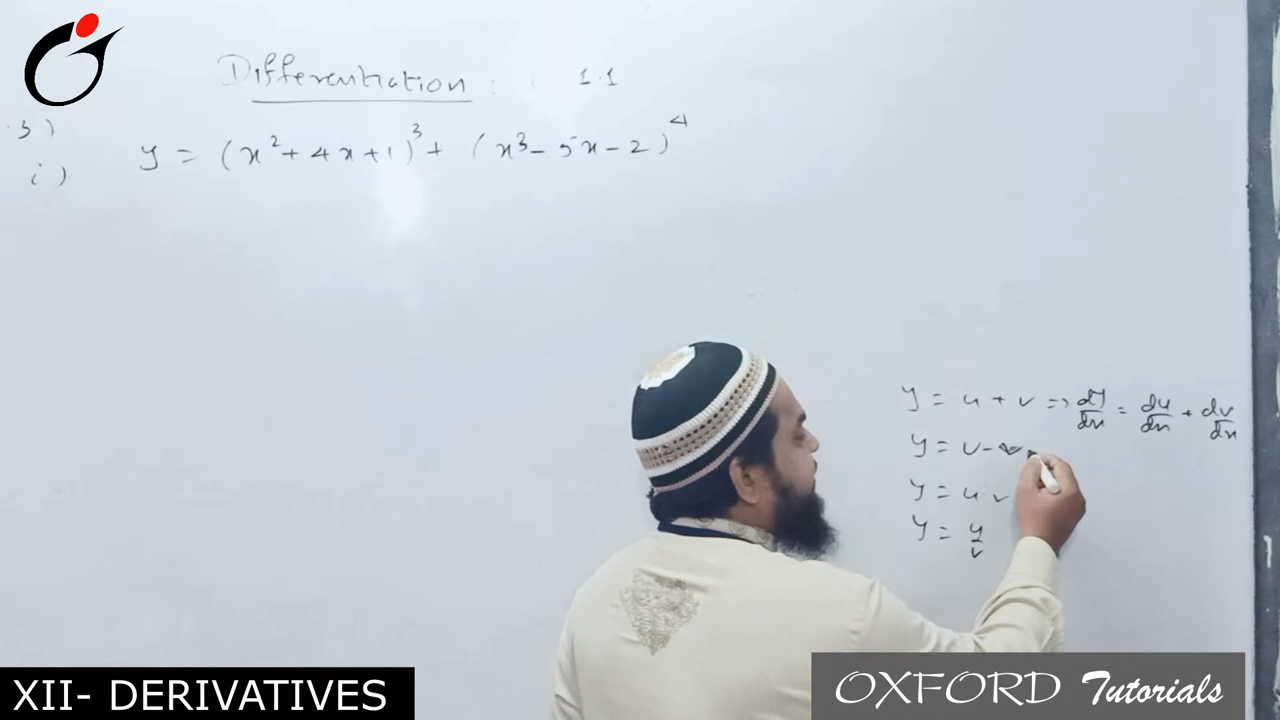 Differentiation : 1.1
3)
i) y = (x² + 4x + 1)³ + (x³ - 5x - 2)⁴
y = u + v => dy/dx = du/dx + dv/dx
y = u - v
y = u.v
y = u/v
XII- DERIVATIVES
OXFORD Tutorials